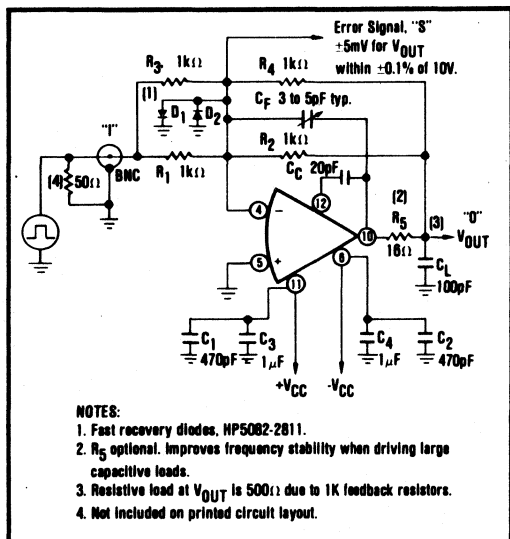 Error Signal, "S"
±5mV for VOUT
within ±0.1% of 10V.
R3 1kΩ
R4 1kΩ
(1)
D1 D2
CF 3 to 5pF typ.
"I"
R2 1kΩ
(4) 50Ω
BNC
R1 1kΩ
CC 20pF
12
4 −
(2)
R5
16Ω
(3)
"O"
VOUT
10
5 +
6
11
CL
100pF
C1
470pF
C3
1µF
C4
1µF
C2
470pF
+VCC
-VCC
NOTES:
1. Fast recovery diodes, HP5082-2811.
2. R5 optional. Improves frequency stability when driving large
capacitive loads.
3. Resistive load at VOUT is 500Ω due to 1K feedback resistors.
4. Not included on printed circuit layout.